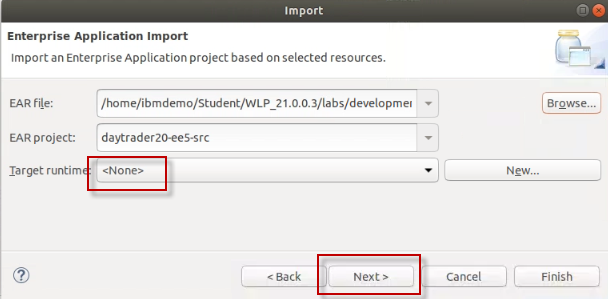 Import
Enterprise Application Import
Import an Enterprise Application project based on selected resources.
EAR file: /home/ibmdemo/Student/WLP_21.0.0.3/labs/developmen Browse...
EAR project: daytrader20-ee5-src
Target runtime: <None> New...
< Back Next > Cancel Finish